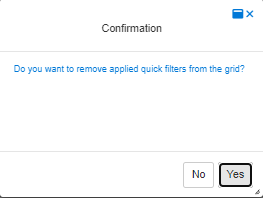 Confirmation
Do you want to remove applied quick filters from the grid?
No Yes